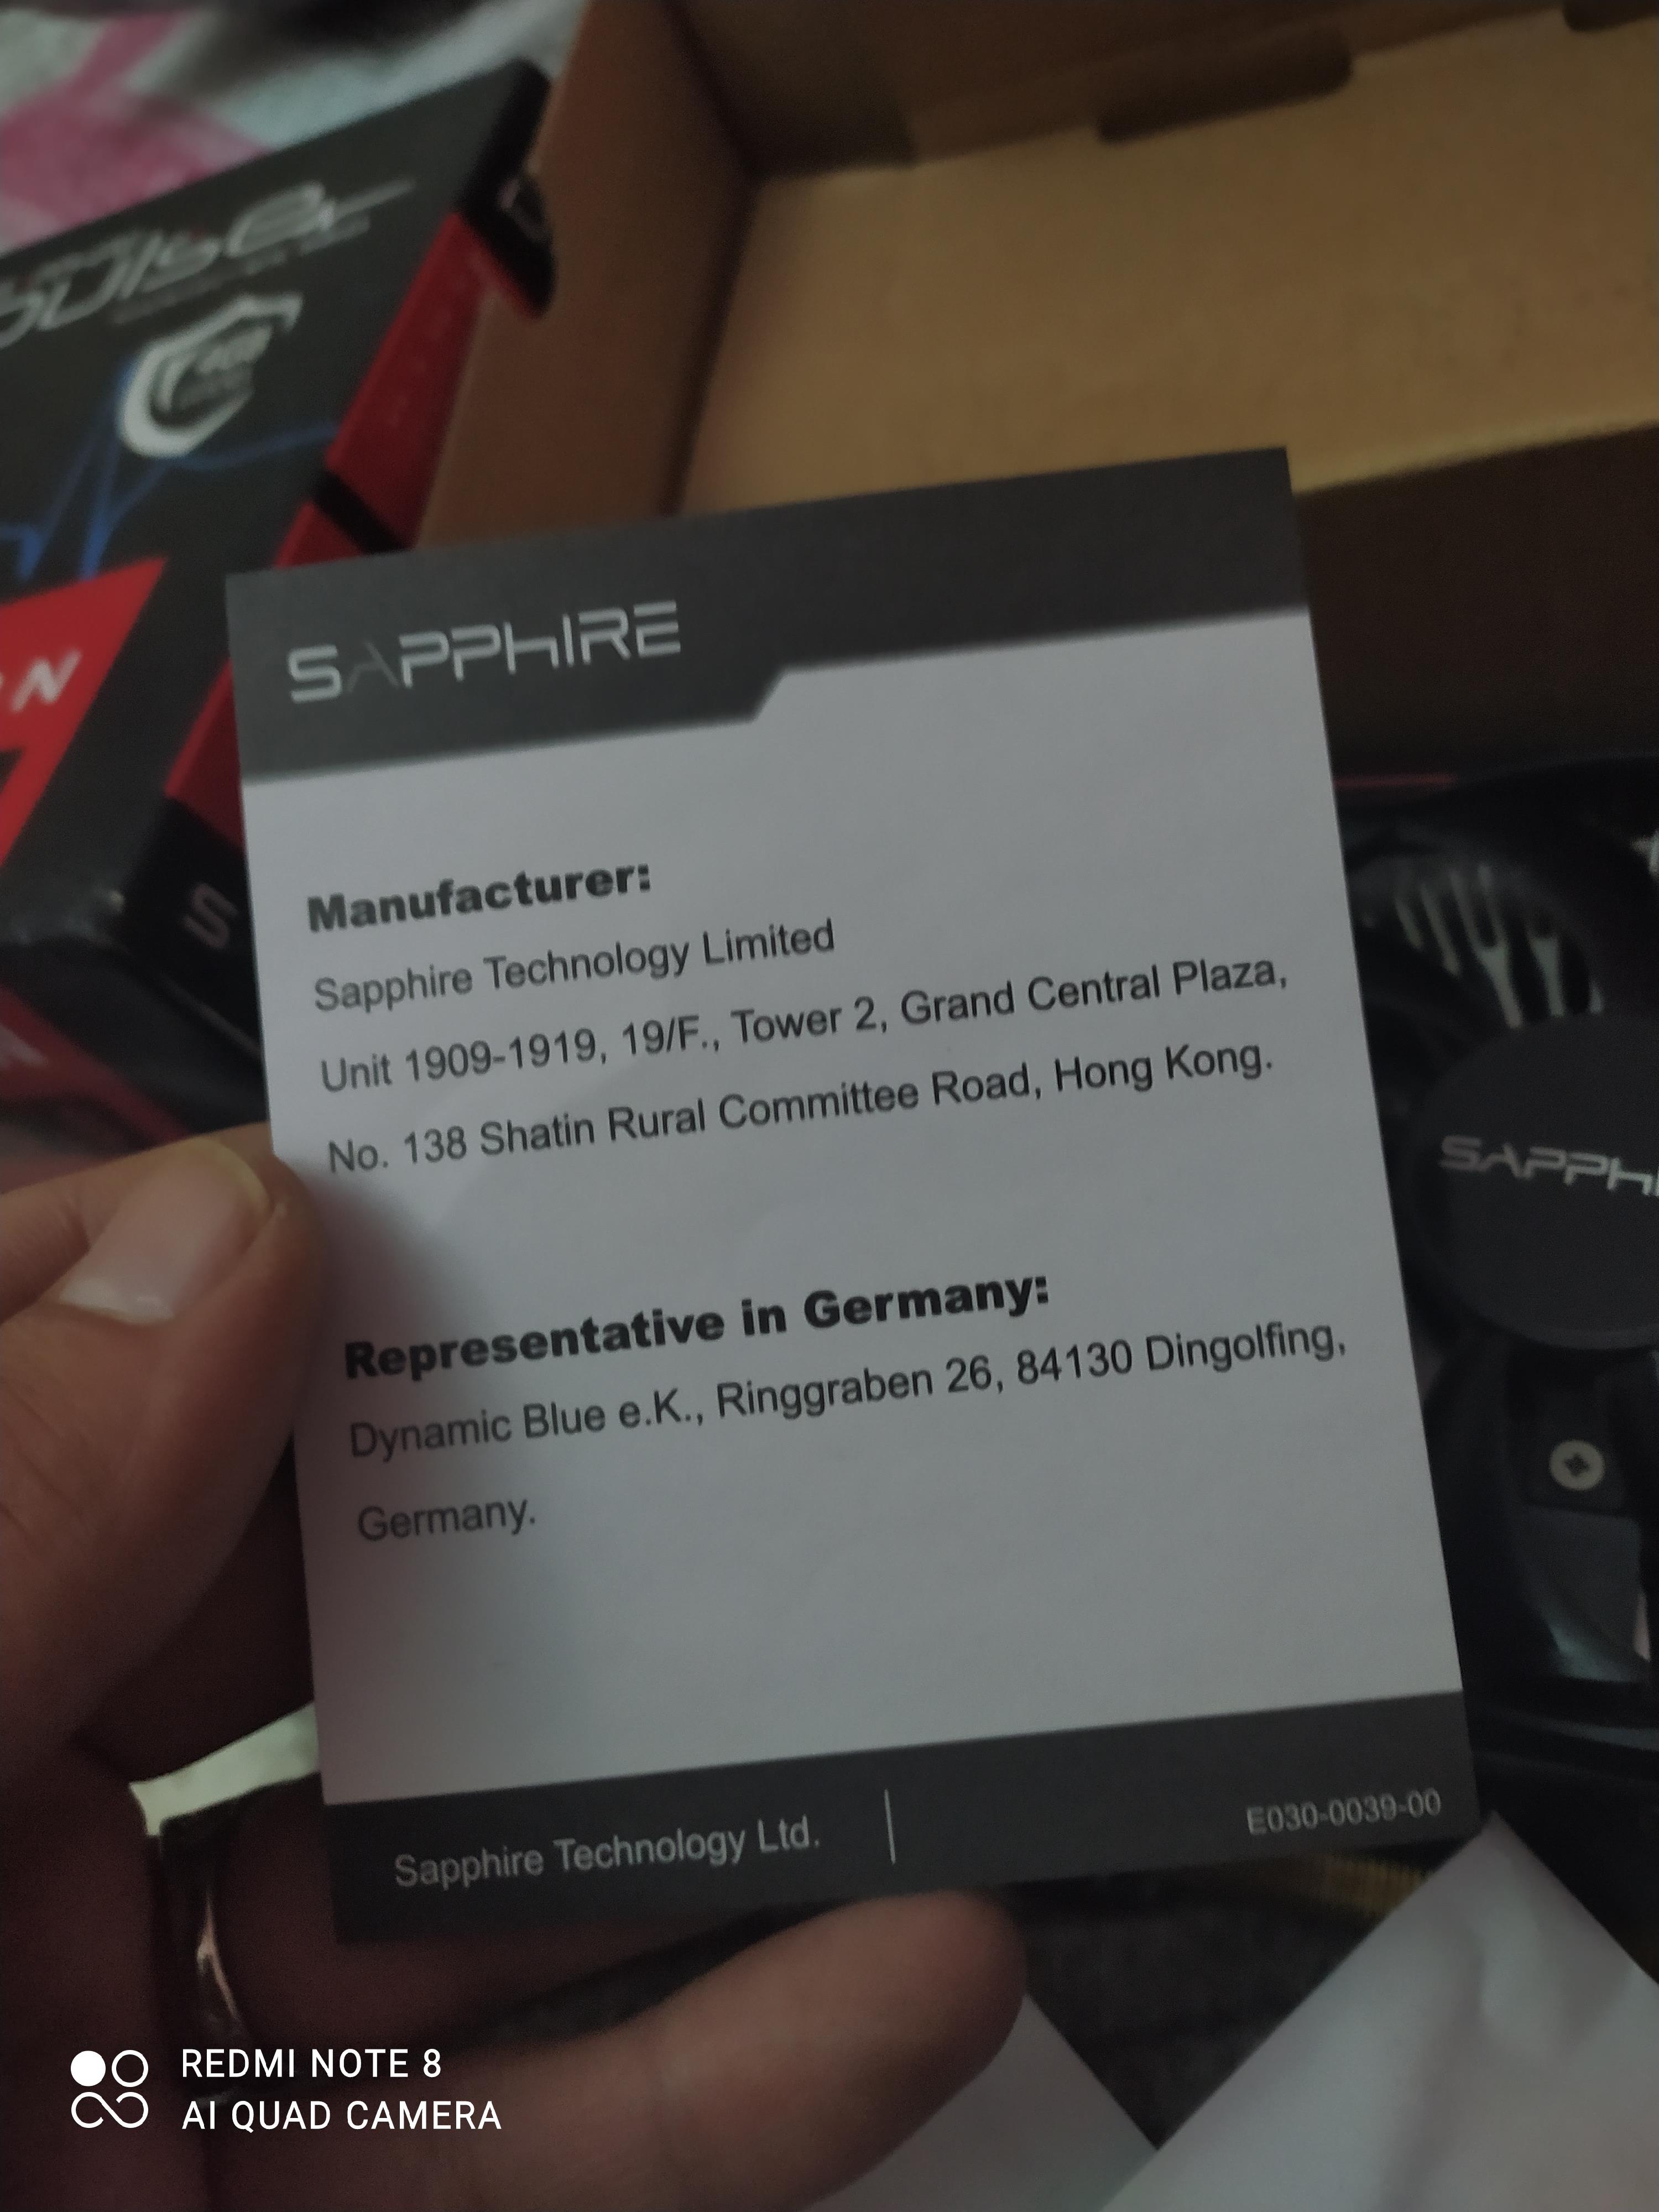 pulse
N
S
SAPPHIRE
Manufacturer:
Sapphire Technology Limited
Unit 1909-1919, 19/F., Tower 2, Grand Central Plaza,
No. 138 Shatin Rural Committee Road, Hong Kong.
SAPPHI
Representative in Germany:
Dynamic Blue e.K., Ringgraben 26, 84130 Dingolfing,
Germany.
Sapphire Technology Ltd.
E030-0039-00
REDMI NOTE 8
AI QUAD CAMERA